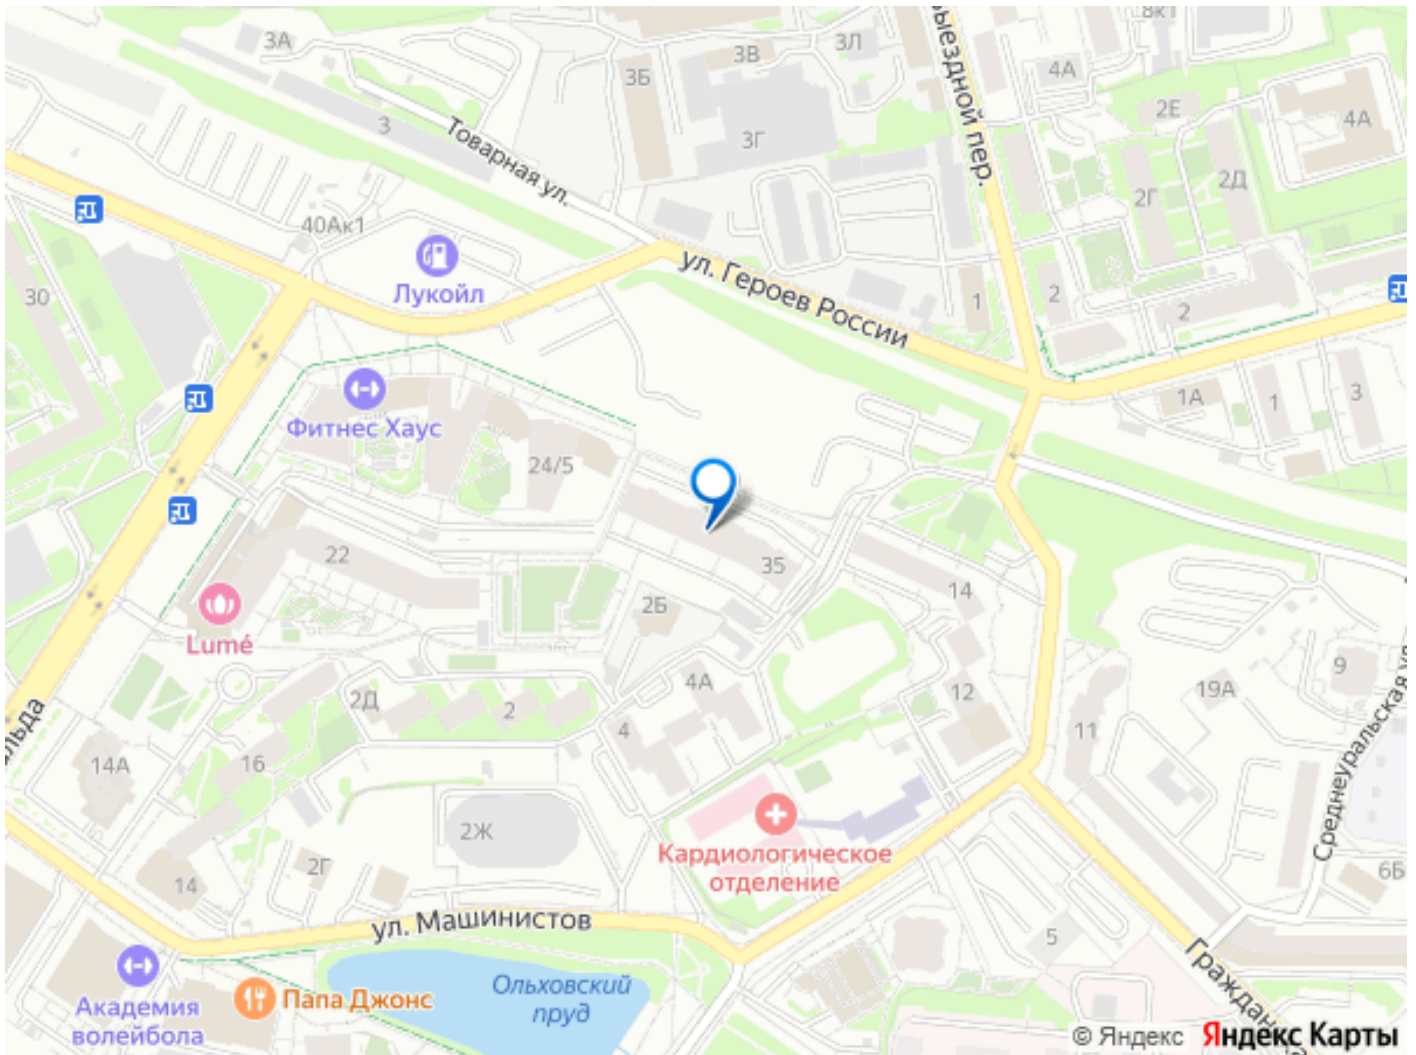 3А
3Б
3В
3Л
8к1
Выездной пер.
4А
2Е
4А
3
Товарная ул.
3Г
2Г
2Д
40Ак1
Лукойл
ул. Героев России
1
2
2
30
Фитнес Хаус
1А
1
3
24/5
22
35
Lumé
2Б
14
4А
12
9
19А
2Д
2
4
11
Среднеуральская ул.
14А
16
2Ж
Кардиологическое
отделение
14
2Г
6Б
ул. Машинистов
5
Академия
волейбола
Папа Джонс
Ольховский
пруд
© Яндекс
Яндекс Карты